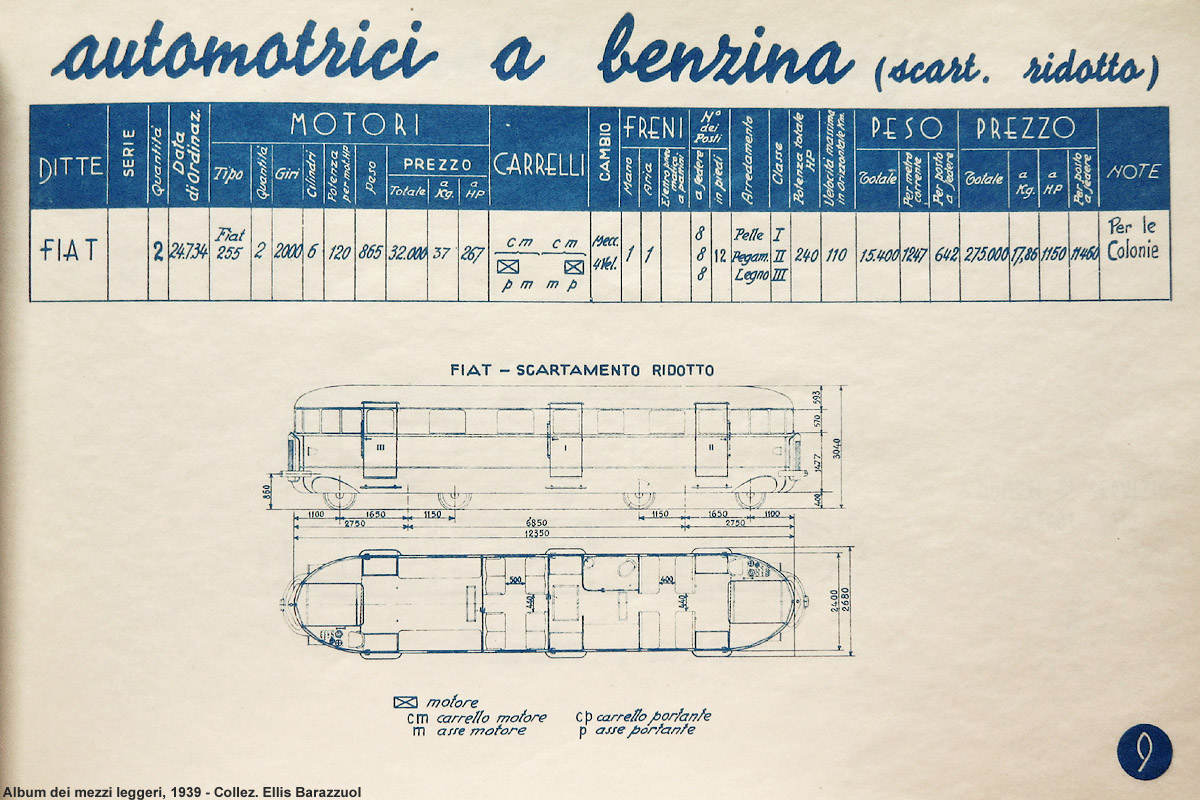 automotrici a benzina (scart. ridotto)
DITTE
SERIE
Quantità
Data di Ordinaz.
MOTORI
Tipo
Quantità
Giri
Cilindri
Potenza per mot. HP
Peso
PREZZO
Totale
a Kg.
a HP
CARRELLI
CAMBIO
FRENI
Mano
Aria
a pattini
N° dei Posti
a sedere
in piedi
Arredamento
Classe
Potenza totale HP
Velocità massima in orizzontale Km.
PESO
Totale
Per metro corrente
Per posto a sedere
PREZZO
Totale
a Kg.
a HP
Per posto a sedere
NOTE
FIAT
2
24.7.34
Fiat 255
2
2000
6
120
865
32.000
37
267
cm cm
p m m p
Mecc. 4 Vel.
1
1
8
8
8
12
Pelle I
Pegam. II
Legno III
240
110
15.400
1247
642
275.000
17,86
1150
11460
Per le Colonie
FIAT - SCARTAMENTO RIDOTTO
III
I
II
593
570
1477
400
3040
860
1100
1650
1150
1150
1650
1100
2750
6850
2750
12350
500
440
400
440
2400
2680
motore
cm carrello motore
cp carrello portante
m asse motore
p asse portante
9
Album dei mezzi leggeri, 1939 - Collez. Ellis Barazzuol